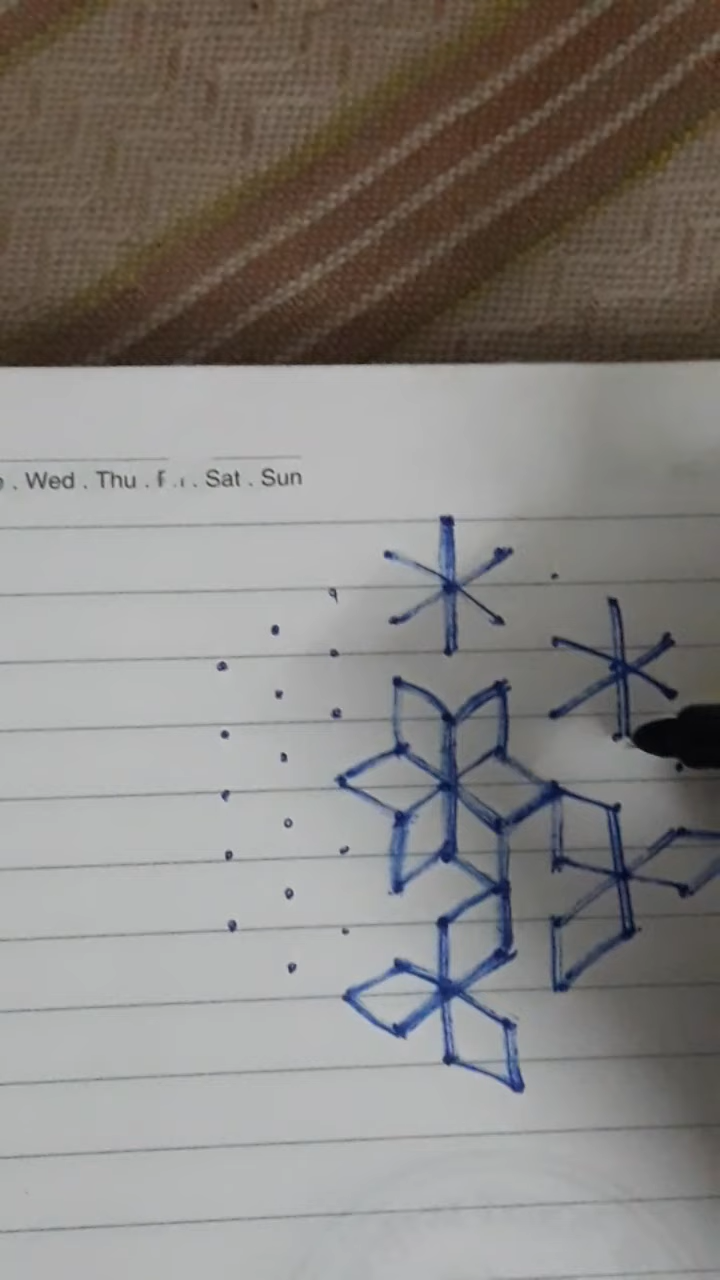 . Wed . Thu . F . . Sat . Sun